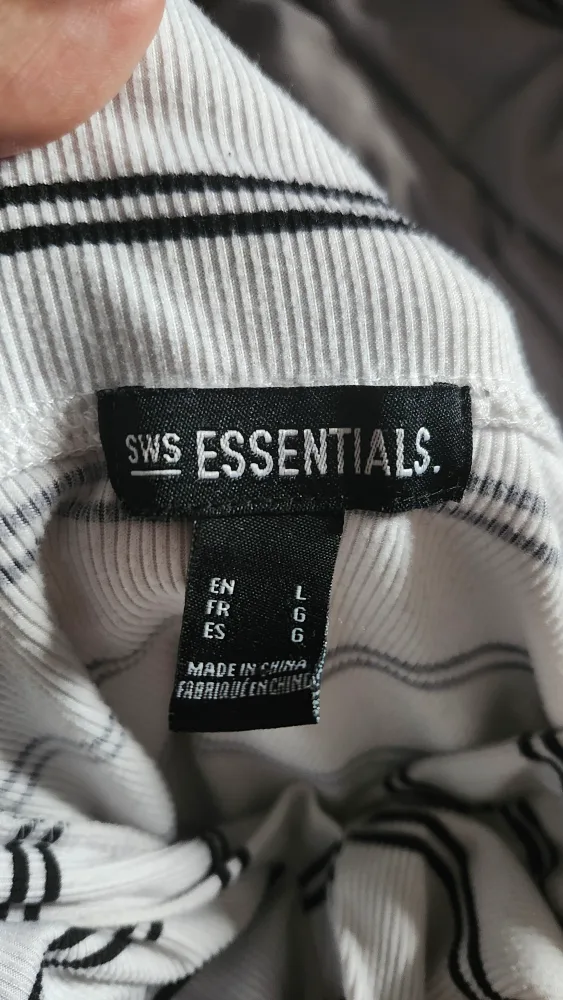 SWS ESSENTIALS.
EN L
FR G
ES G
MADE IN CHINA
FABRIQUÉ EN CHINE